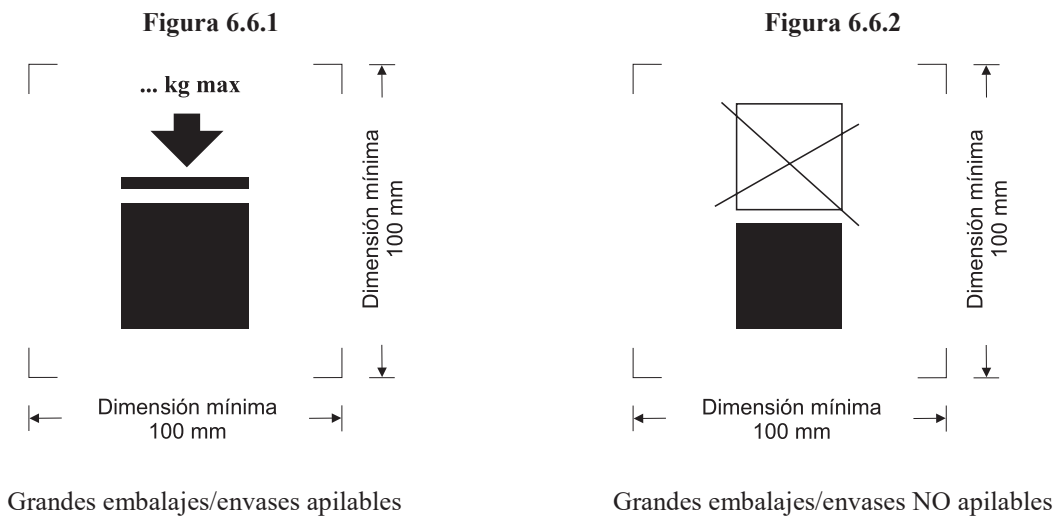 Figura 6.6.1
... kg max
Dimensión mínima
100 mm
Dimensión mínima
100 mm
Grandes embalajes/envases apilables
Figura 6.6.2
Dimensión mínima
100 mm
Dimensión mínima
100 mm
Grandes embalajes/envases NO apilables